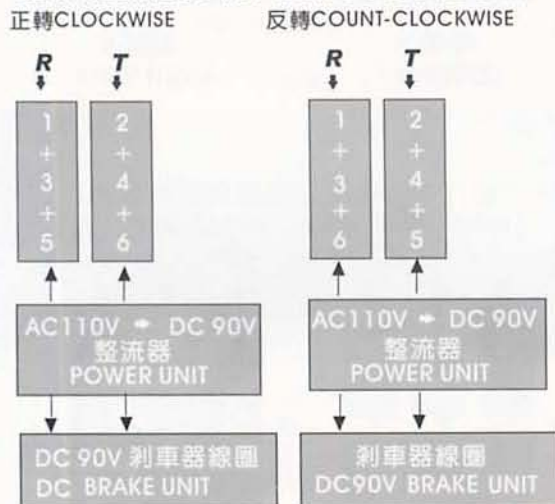 正轉CLOCKWISE
R T
1 2
+ +
3 4
+ +
5 6
AC110V → DC 90V
整流器
POWER UNIT
DC 90V 剎車器線圈
DC BRAKE UNIT
反轉COUNT-CLOCKWISE
R T
1 2
+ +
3 4
+ +
6 5
AC110V → DC 90V
整流器
POWER UNIT
剎車器線圈
DC90V BRAKE UNIT